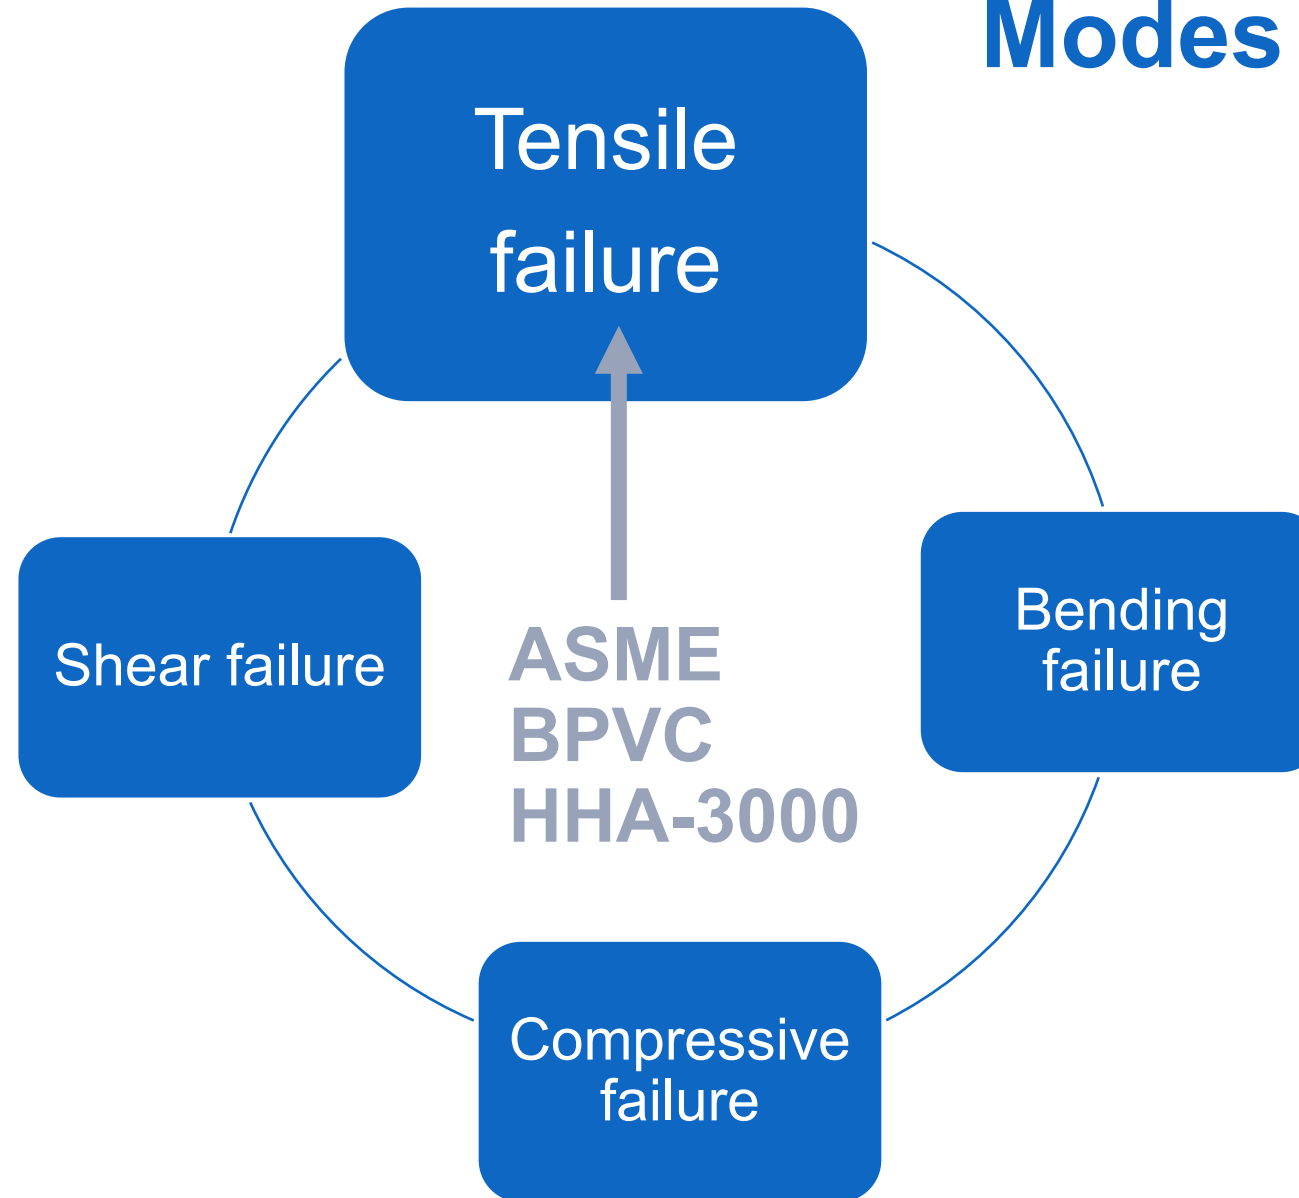 Modes
Tensile
failure
Shear failure
Bending
failure
ASME
BPVC
HHA-3000
Compressive
failure